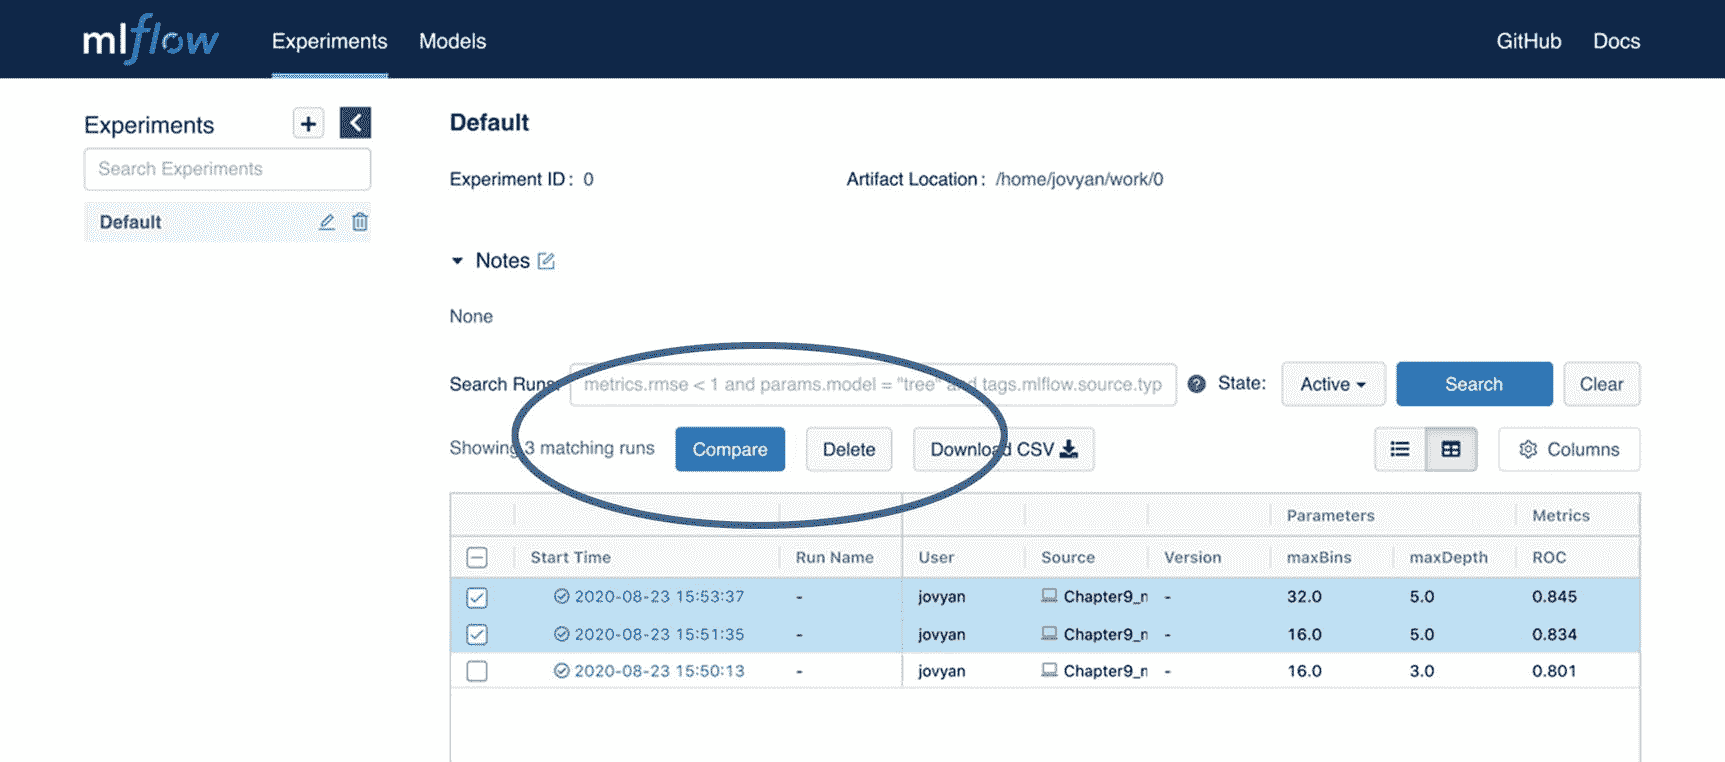 mlflow Experiments Models GitHub Docs
Experiments
Search Experiments
Default
Default
Experiment ID: 0 Artifact Location: /home/jovyan/work/0
Notes
None
Search Runs: metrics.rmse < 1 and params.model = "tree" and tags.mlflow.source.typ ? State: Active Search Clear
Showing 3 matching runs Compare Delete Download CSV Columns
Parameters Metrics
Start Time Run Name User Source Version maxBins maxDepth ROC
2020-08-23 15:53:37 - jovyan Chapter9_n - 32.0 5.0 0.845
2020-08-23 15:51:35 - jovyan Chapter9_n - 16.0 5.0 0.834
2020-08-23 15:50:13 - jovyan Chapter9_n - 16.0 3.0 0.801